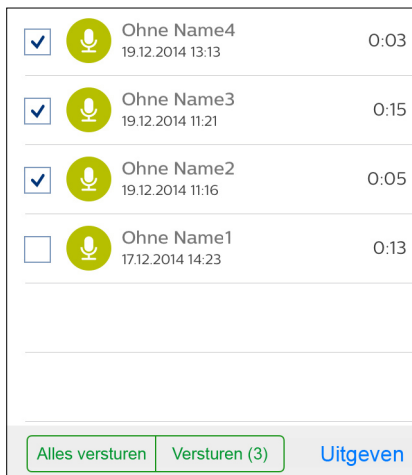 Ohne Name4
19.12.2014 13:13
0:03
Ohne Name3
19.12.2014 11:21
0:15
Ohne Name2
19.12.2014 11:16
0:05
Ohne Name1
17.12.2014 14:23
0:13
Alles versturen Versturen (3) Uitgeven